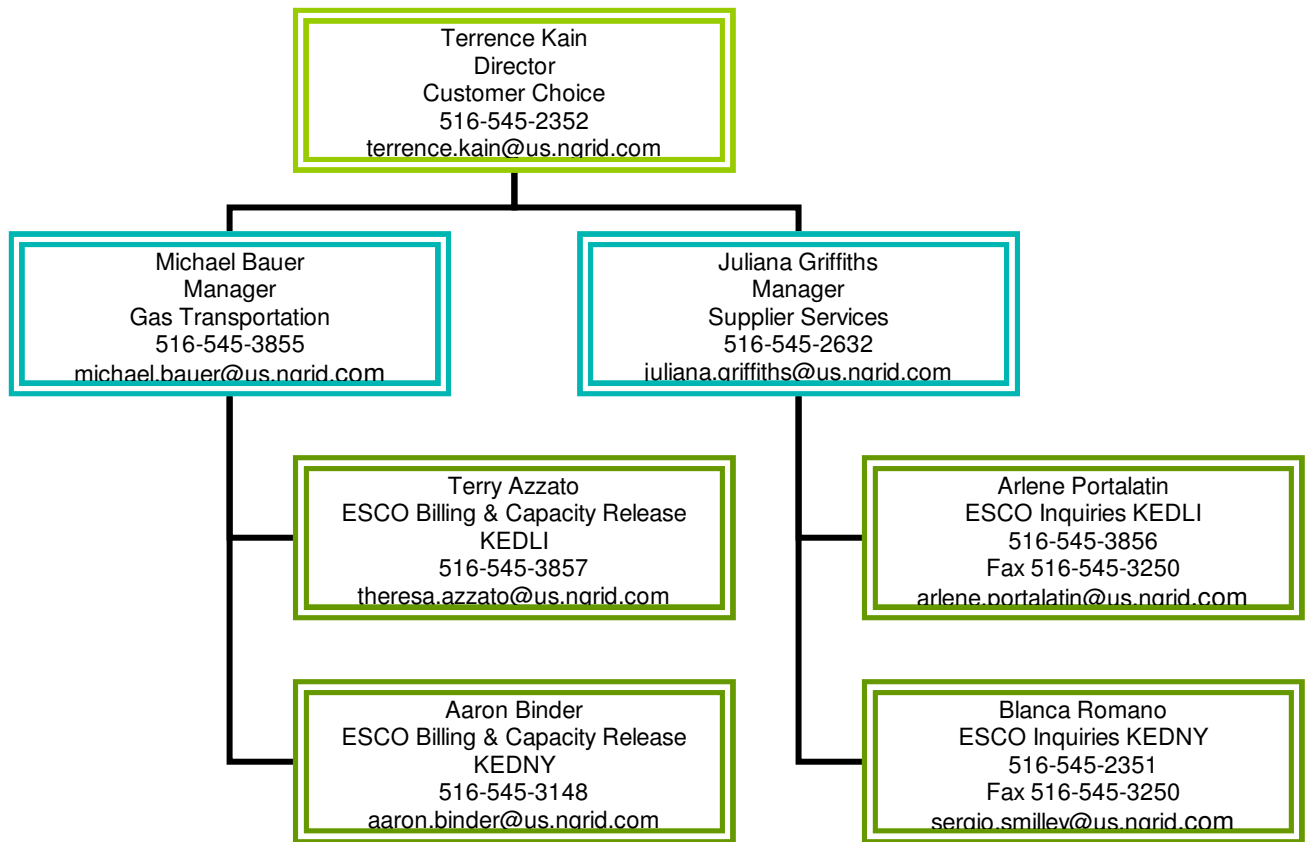 Terrence Kain
Director
Customer Choice
516-545-2352
terrence.kain@us.ngrid.com
Michael Bauer
Manager
Gas Transportation
516-545-3855
michael.bauer@us.ngrid.com
Juliana Griffiths
Manager
Supplier Services
516-545-2632
juliana.griffiths@us.ngrid.com
Terry Azzato
ESCO Billing & Capacity Release
KEDLI
516-545-3857
theresa.azzato@us.ngrid.com
Arlene Portalatin
ESCO Inquiries KEDLI
516-545-3856
Fax 516-545-3250
arlene.portalatin@us.ngrid.com
Aaron Binder
ESCO Billing & Capacity Release
KEDNY
516-545-3148
aaron.binder@us.ngrid.com
Blanca Romano
ESCO Inquiries KEDNY
516-545-2351
Fax 516-545-3250
sergio.smilley@us.ngrid.com